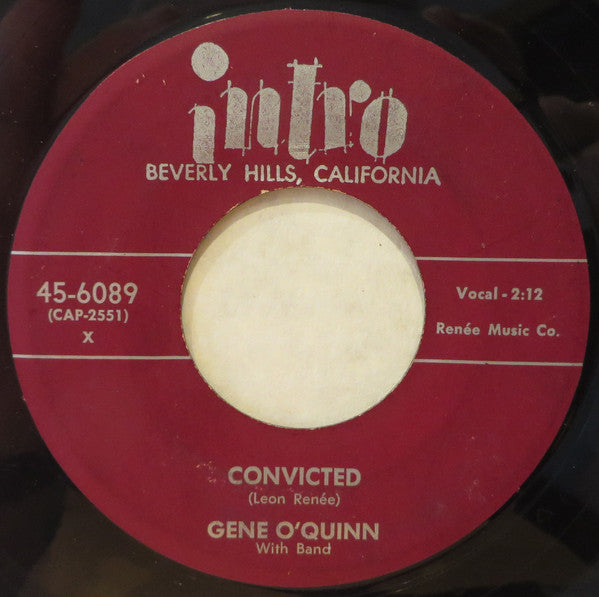 intro
BEVERLY HILLS, CALIFORNIA
45-6089
(CAP-2551)
X
Vocal - 2:12
Renée Music Co.
CONVICTED
(Leon Renée)
GENE O'QUINN
With Band